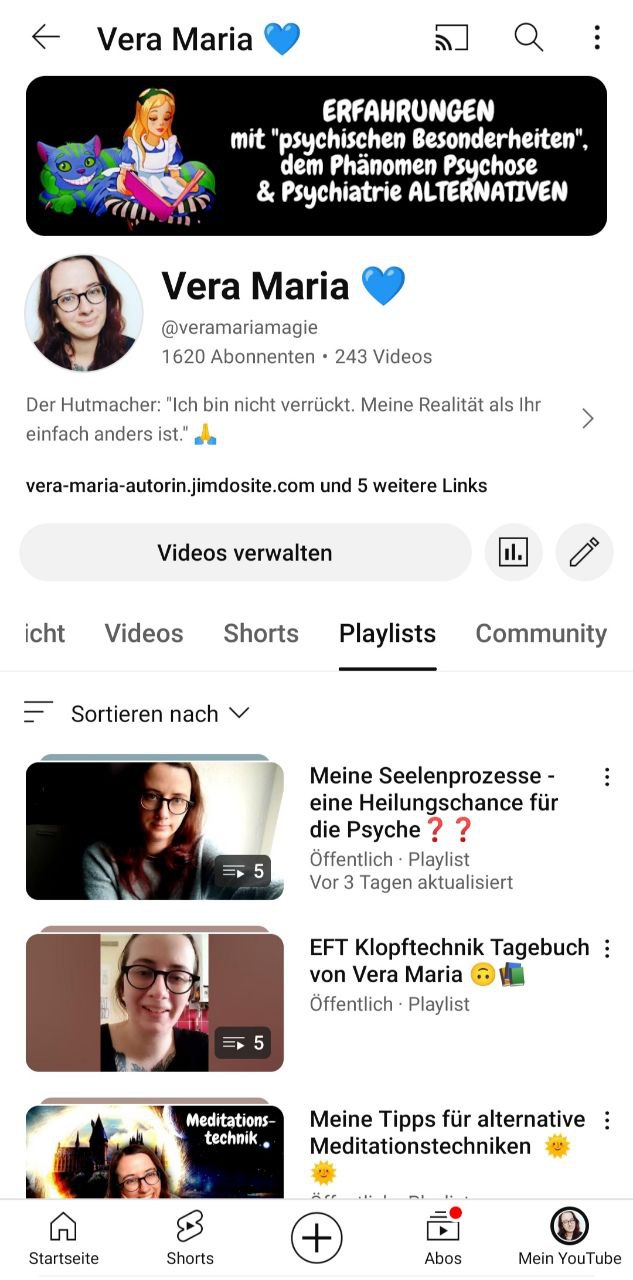 Vera Maria 💙
ERFAHRUNGEN
mit "psychischen Besonderheiten",
dem Phänomen Psychose
& Psychiatrie ALTERNATIVEN
Vera Maria 💙
@veramariamagie
1620 Abonnenten • 243 Videos
Der Hutmacher: "Ich bin nicht verrückt. Meine Realität als Ihr
einfach anders ist." 🙏
vera-maria-autorin.jimdosite.com und 5 weitere Links
Videos verwalten
icht Videos Shorts Playlists Community
Sortieren nach
Meine Seelenprozesse -
eine Heilungschance für
die Psyche❓❓
Öffentlich · Playlist
Vor 3 Tagen aktualisiert
5
EFT Klopftechnik Tagebuch
von Vera Maria 🙃📚
Öffentlich · Playlist
5
Meditations-
technik
Meine Tipps für alternative
Meditationstechniken 🌞
🌞
Öffentlich · Playlist
Startseite Shorts Abos Mein YouTube